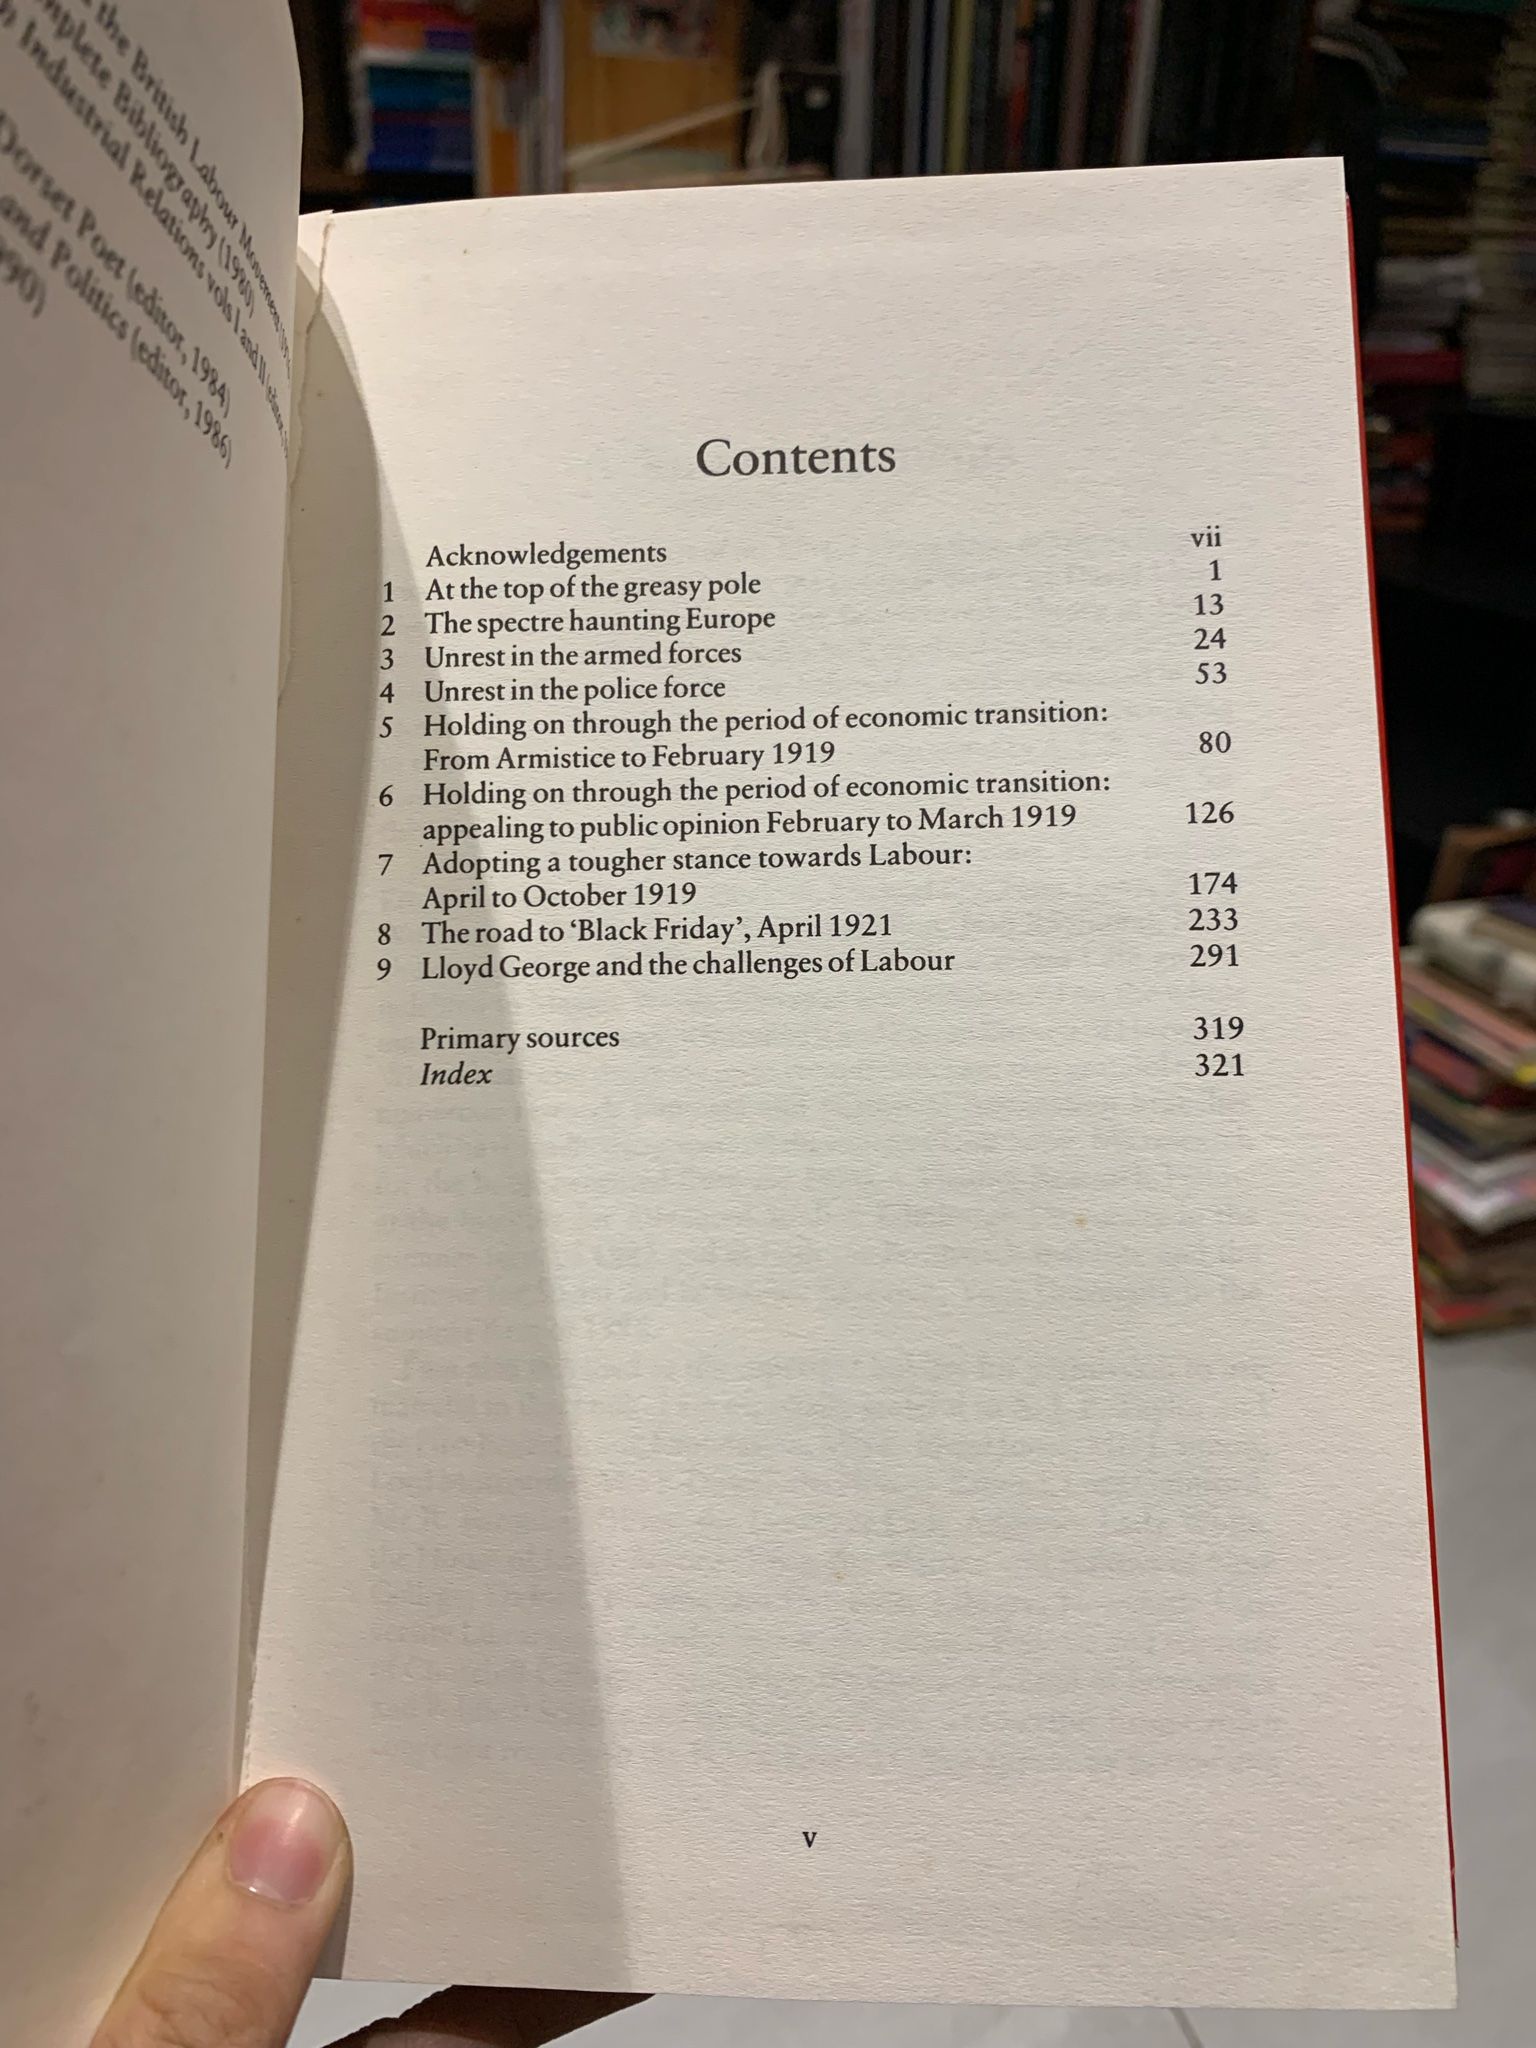 the British Labour Movement
mplete Bibliography (1980)
Industrial Relations vols I and II (editor,
Dorset Poet (editor, 1984)
and Politics (editor, 1986)
990)
Contents
Acknowledgements vii
1 At the top of the greasy pole 1
2 The spectre haunting Europe 13
3 Unrest in the armed forces 24
4 Unrest in the police force 53
5 Holding on through the period of economic transition:
From Armistice to February 1919 80
6 Holding on through the period of economic transition:
appealing to public opinion February to March 1919 126
7 Adopting a tougher stance towards Labour:
April to October 1919 174
8 The road to ‘Black Friday’, April 1921 233
9 Lloyd George and the challenges of Labour 291
Primary sources 319
Index 321
v